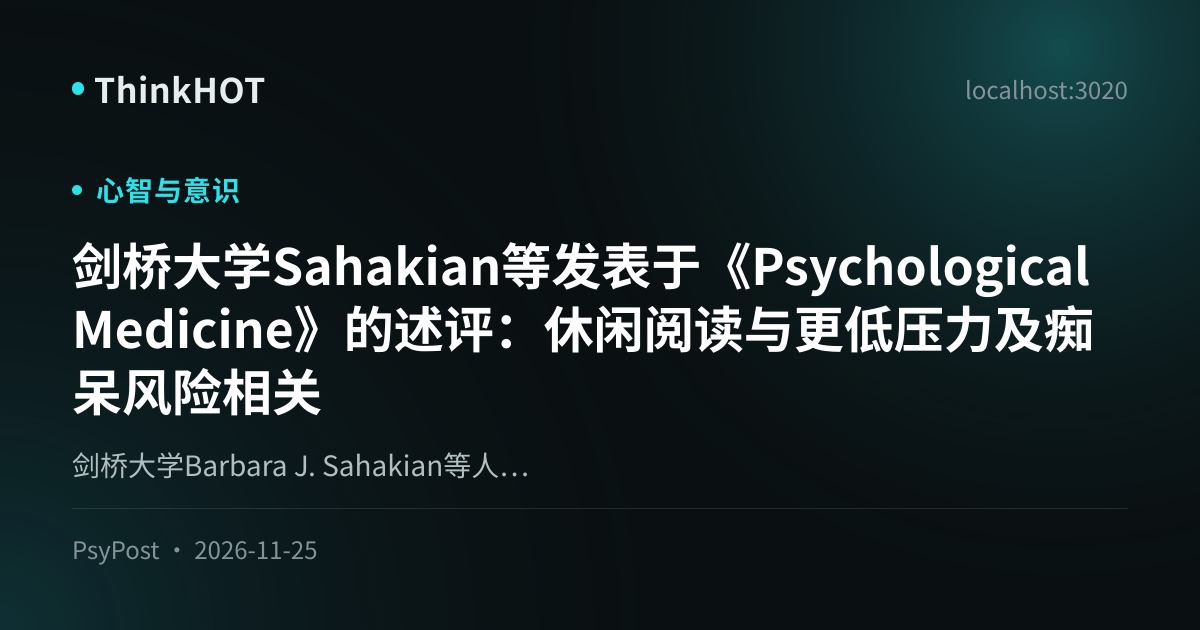 ThinkHOT
localhost:3020
心智与意识
剑桥大学Sahakian等发表于《Psychological
Medicine》的述评：休闲阅读与更低压力及痴
呆风险相关
剑桥大学Barbara J. Sahakian等人…
PsyPost · 2026-11-25